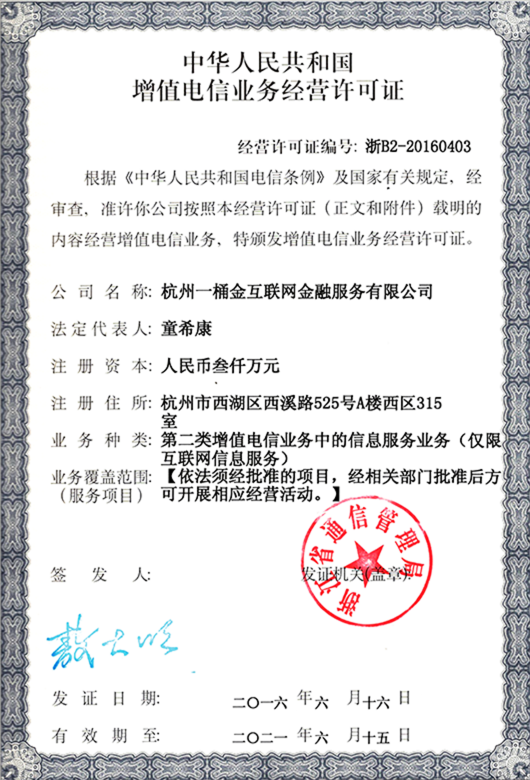 中华人民共和国
增值电信业务经营许可证
经营许可证编号: 浙B2-20160403
根据《中华人民共和国电信条例》及国家有关规定，经
审查，准许你公司按照本经营许可证（正文和附件）载明的
内容经营增值电信业务，特颁发增值电信业务经营许可证。
公司名称: 杭州一桶金互联网金融服务有限公司
法定代表人: 童希康
注册资本: 人民币叁仟万元
注册住所: 杭州市西湖区西溪路525号A楼西区315
室
业务种类: 第二类增值电信业务中的信息服务业务（仅限
互联网信息服务）
业务覆盖范围: 【依法须经批准的项目，经相关部门批准后方
（服务项目） 可开展相应经营活动。】
浙江省通信管理局
签发人: 发证机关(盖章):
发证日期: 二〇一六 年六 月十六日
有效期至: 二〇二一 年六 月十五日